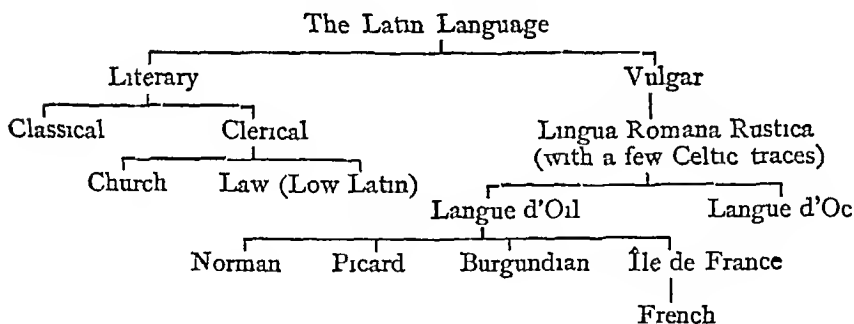 The Latin Language
Literary Vulgar
Classical Clerical Lingua Romana Rustica
(with a few Celtic traces)
Church Law (Low Latin)
Langue d'Oil Langue d'Oc
Norman Picard Burgundian Île de France
French